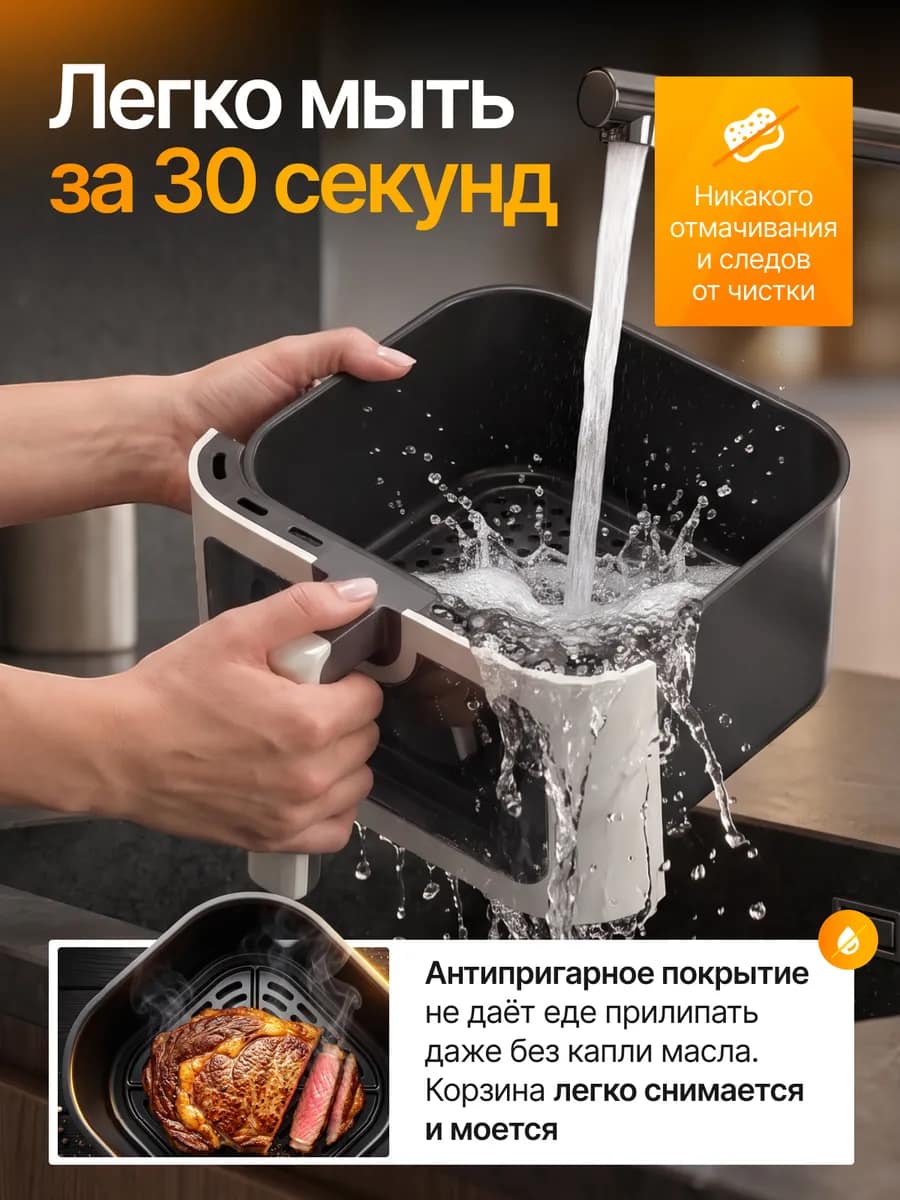 Легко мыть
за 30 секунд
Никакого
отмачивания
и следов
от чистки
Антипригарное покрытие
не даёт еде прилипать
даже без капли масла.
Корзина легко снимается
и моется